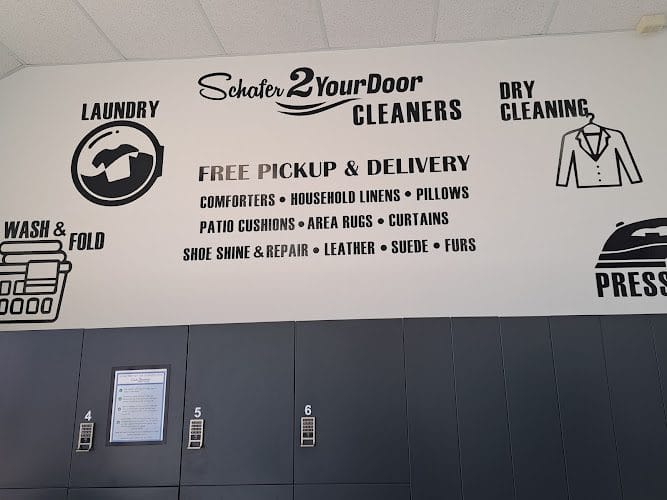 Schafer 2 YourDoor
CLEANERS
LAUNDRY
DRY
CLEANING
FREE PICKUP & DELIVERY
COMFORTERS • HOUSEHOLD LINENS • PILLOWS
PATIO CUSHIONS • AREA RUGS • CURTAINS
SHOE SHINE & REPAIR • LEATHER • SUEDE • FURS
WASH &
FOLD
PRESS
4
5
6